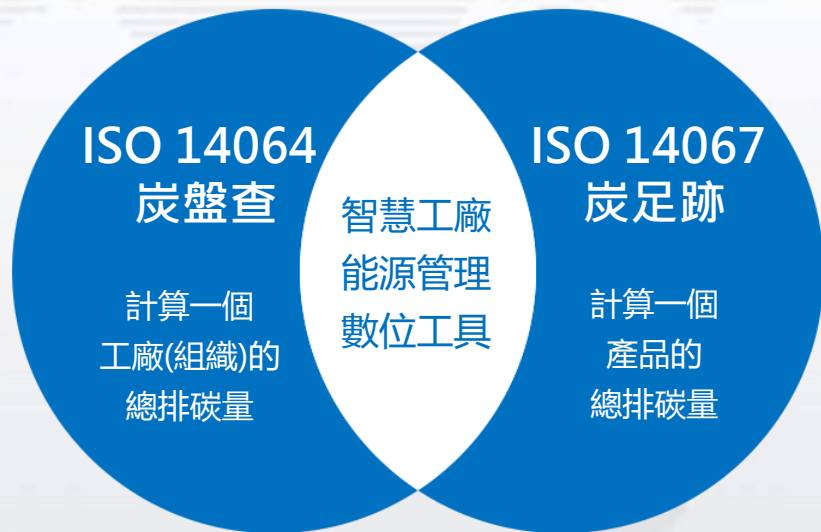 ISO 14064
炭盤查
計算一個
工廠(組織)的
總排碳量
智慧工廠
能源管理
數位工具
ISO 14067
炭足跡
計算一個
產品的
總排碳量